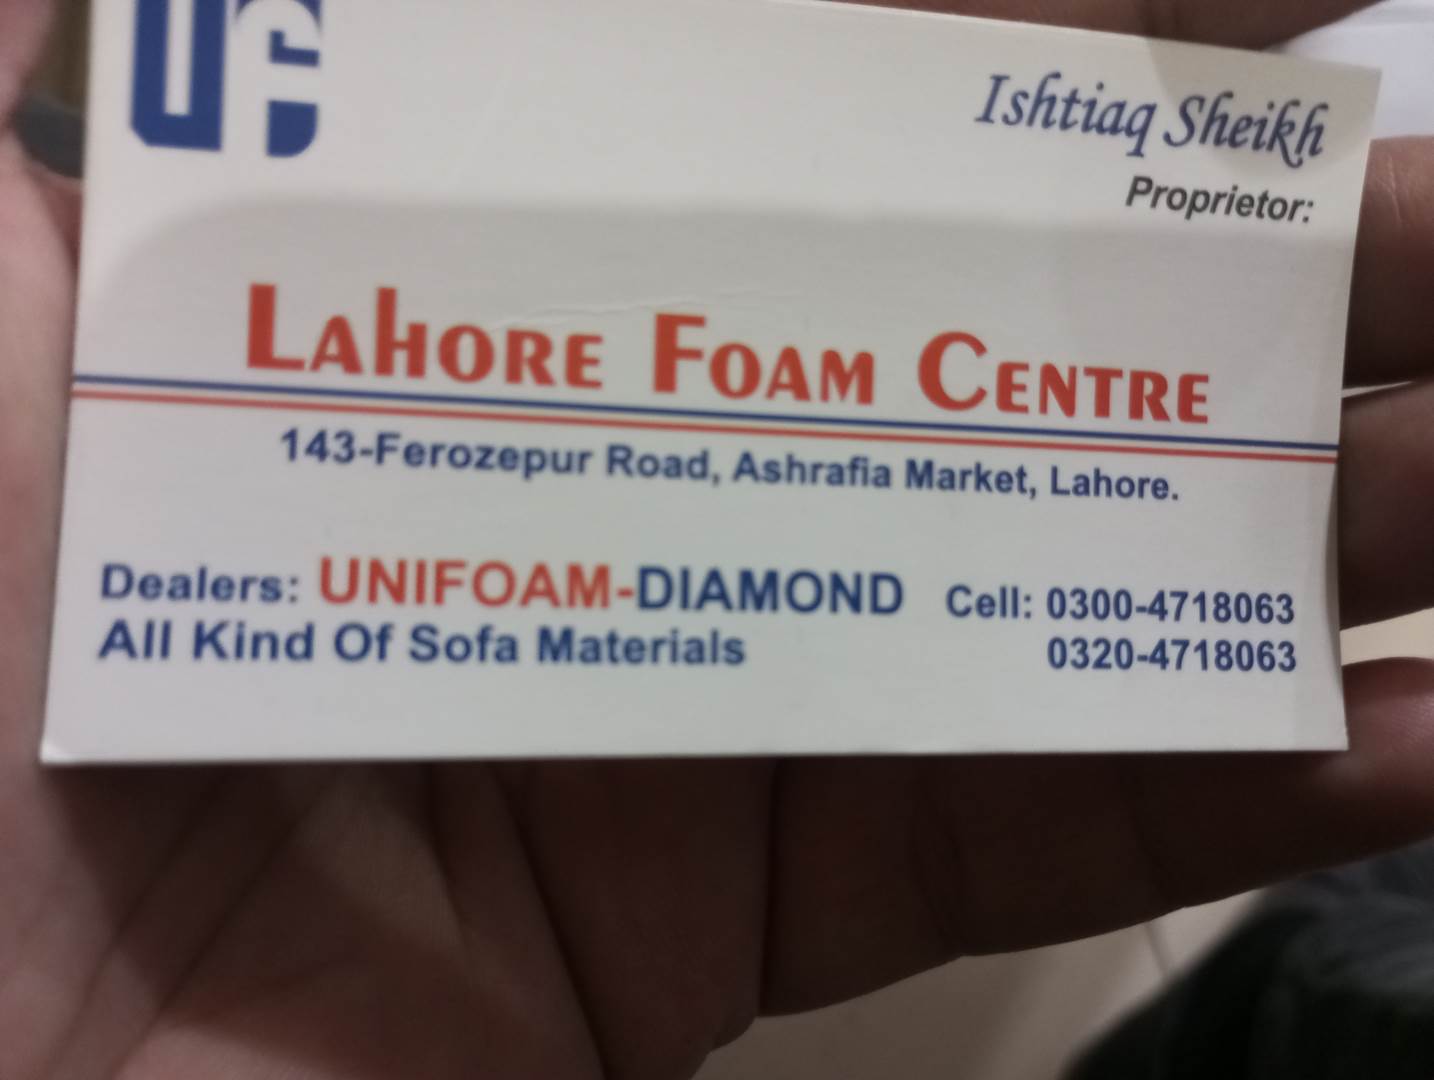 Ishtiaq Sheikh
Proprietor:
LAHORE FOAM CENTRE
143-Ferozepur Road, Ashrafia Market, Lahore.
Dealers: UNIFOAM-DIAMOND
All Kind Of Sofa Materials
Cell: 0300-4718063
0320-4718063